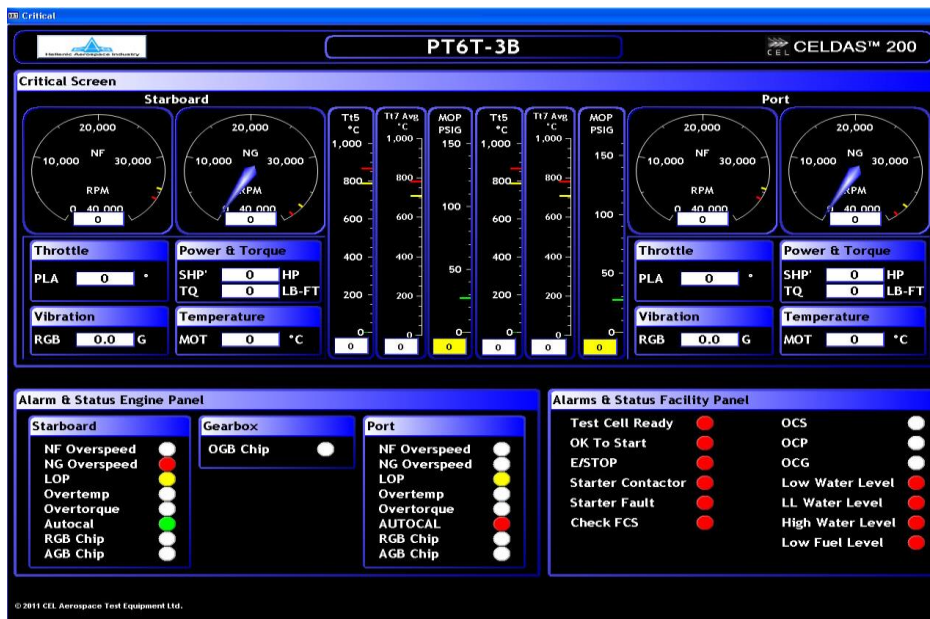 Critical
Hellenic Aerospace Industry
PT6T-3B
CEL CELDAS™ 200
Critical Screen
Starboard
20,000
10,000 NF 30,000
RPM
0 40,000
0
20,000
10,000 NG 30,000
RPM
0 40,000
0
Throttle
PLA 0 °
Power & Torque
SHP' 0 HP
TQ 0 LB-FT
Vibration
RGB 0.0 G
Temperature
MOT 0 °C
Tt5
°C
1,000
800
600
400
200
0
0
Tt7 Avg
°C
1,000
800
600
400
200
0
0
MOP
PSIG
150
100
50
0
0
Tt5
°C
1,000
800
600
400
200
0
0
Tt7 Avg
°C
1,000
800
600
400
200
0
0
MOP
PSIG
150
100
50
0
0
Port
20,000
10,000 NF 30,000
RPM
0 40,000
0
20,000
10,000 NG 30,000
RPM
0 40,000
0
Throttle
PLA 0 °
Power & Torque
SHP' 0 HP
TQ 0 LB-FT
Vibration
RGB 0.0 G
Temperature
MOT 0 °C
Alarm & Status Engine Panel
Starboard
NF Overspeed
NG Overspeed
LOP
Overtemp
Overtorque
Autocal
RGB Chip
AGB Chip
Gearbox
OGB Chip
Port
NF Overspeed
NG Overspeed
LOP
Overtemp
Overtorque
AUTOCAL
RGB Chip
AGB Chip
Alarms & Status Facility Panel
Test Cell Ready
OK To Start
E/STOP
Starter Contactor
Starter Fault
Check FCS
OCS
OCP
OCG
Low Water Level
LL Water Level
High Water Level
Low Fuel Level
© 2011 CEL Aerospace Test Equipment Ltd.